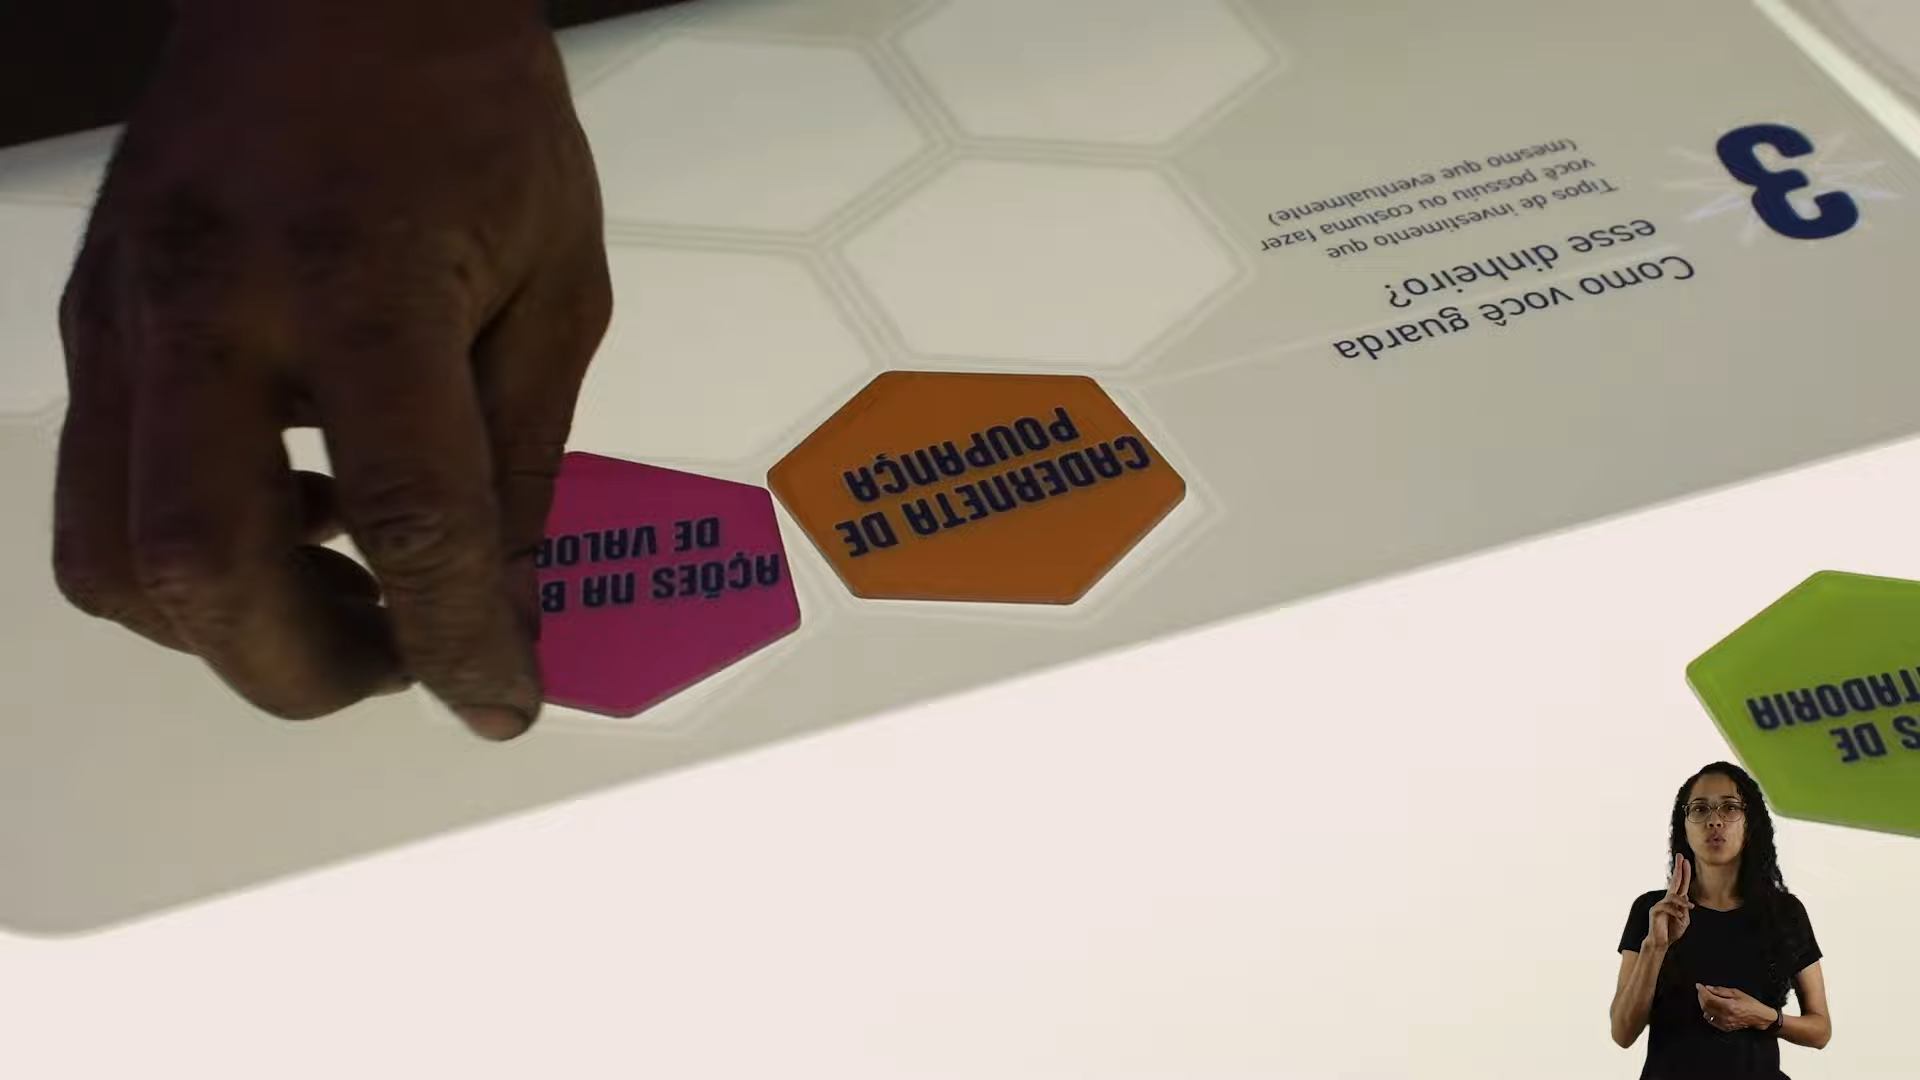 3
Como você guarda
esse dinheiro?
Tipos de investimento que
você possuiu ou costuma fazer
(mesmo que eventualmente)
CADERNETA DE
POUPANÇA
AÇÕES NA B
DE VALOR
S DE
TADORIA